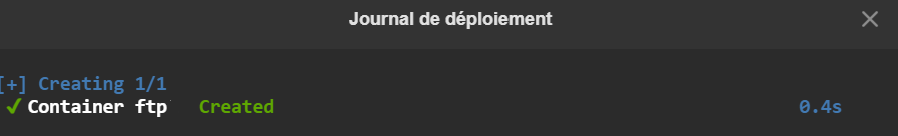 Journal de déploiement
[+] Creating 1/1
✔ Container ftp Created 0.4s